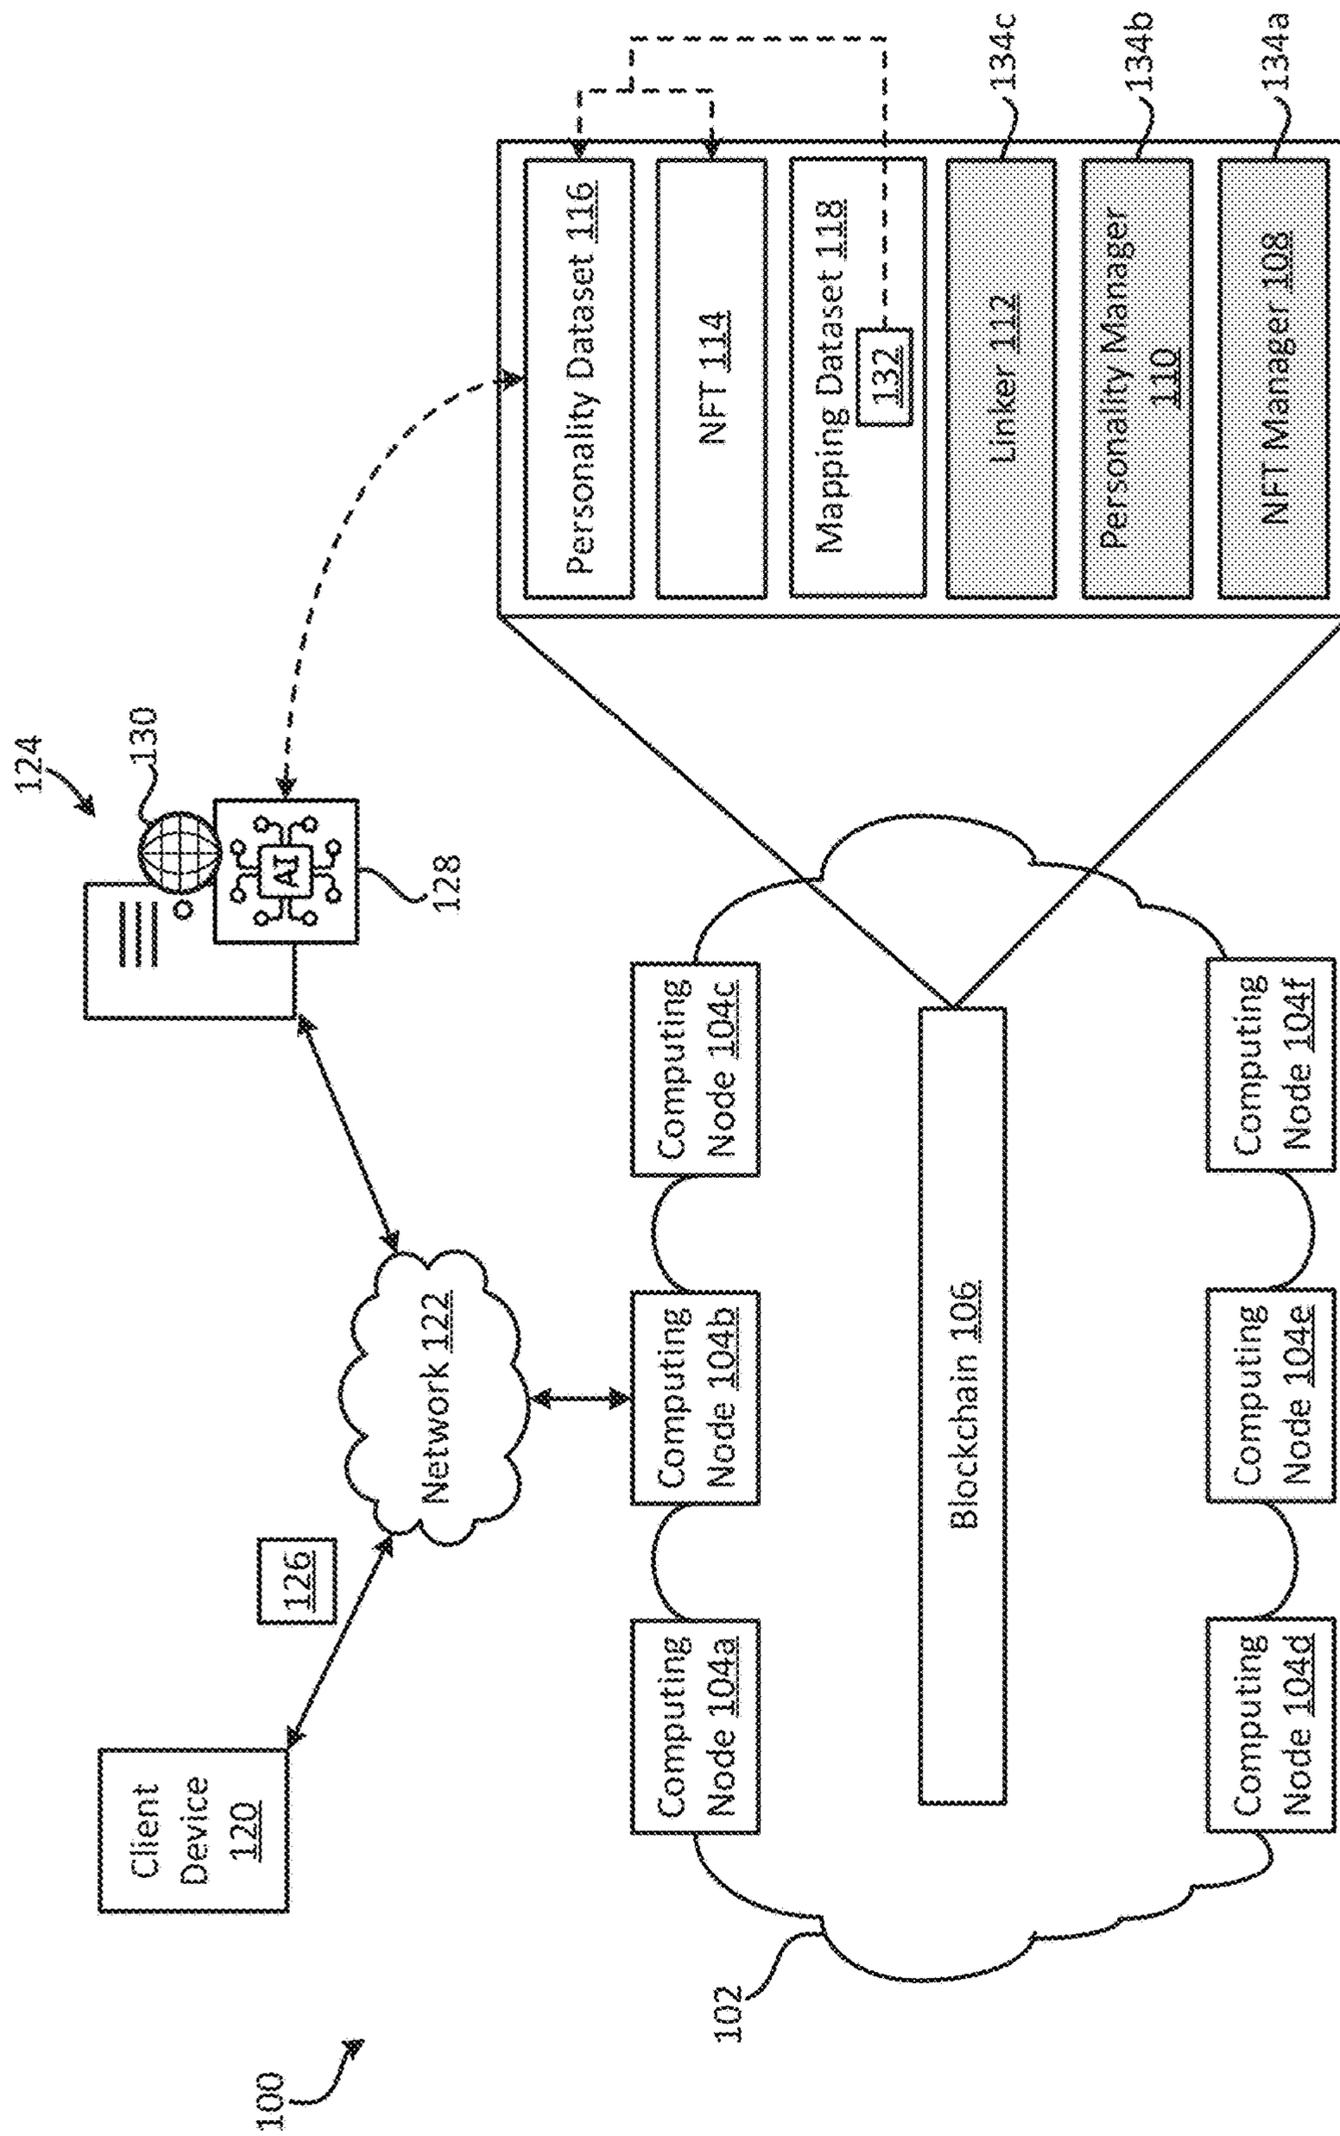 100
102
Client
Device
120
126
Network 122
124
130
AI
128
Computing
Node 104a
Computing
Node 104b
Computing
Node 104c
Blockchain 106
Computing
Node 104d
Computing
Node 104e
Computing
Node 104f
Personality Dataset 116
NFT 114
Mapping Dataset 118
132
Linker 112
134c
Personality Manager
110
134b
NFT Manager 108
134a